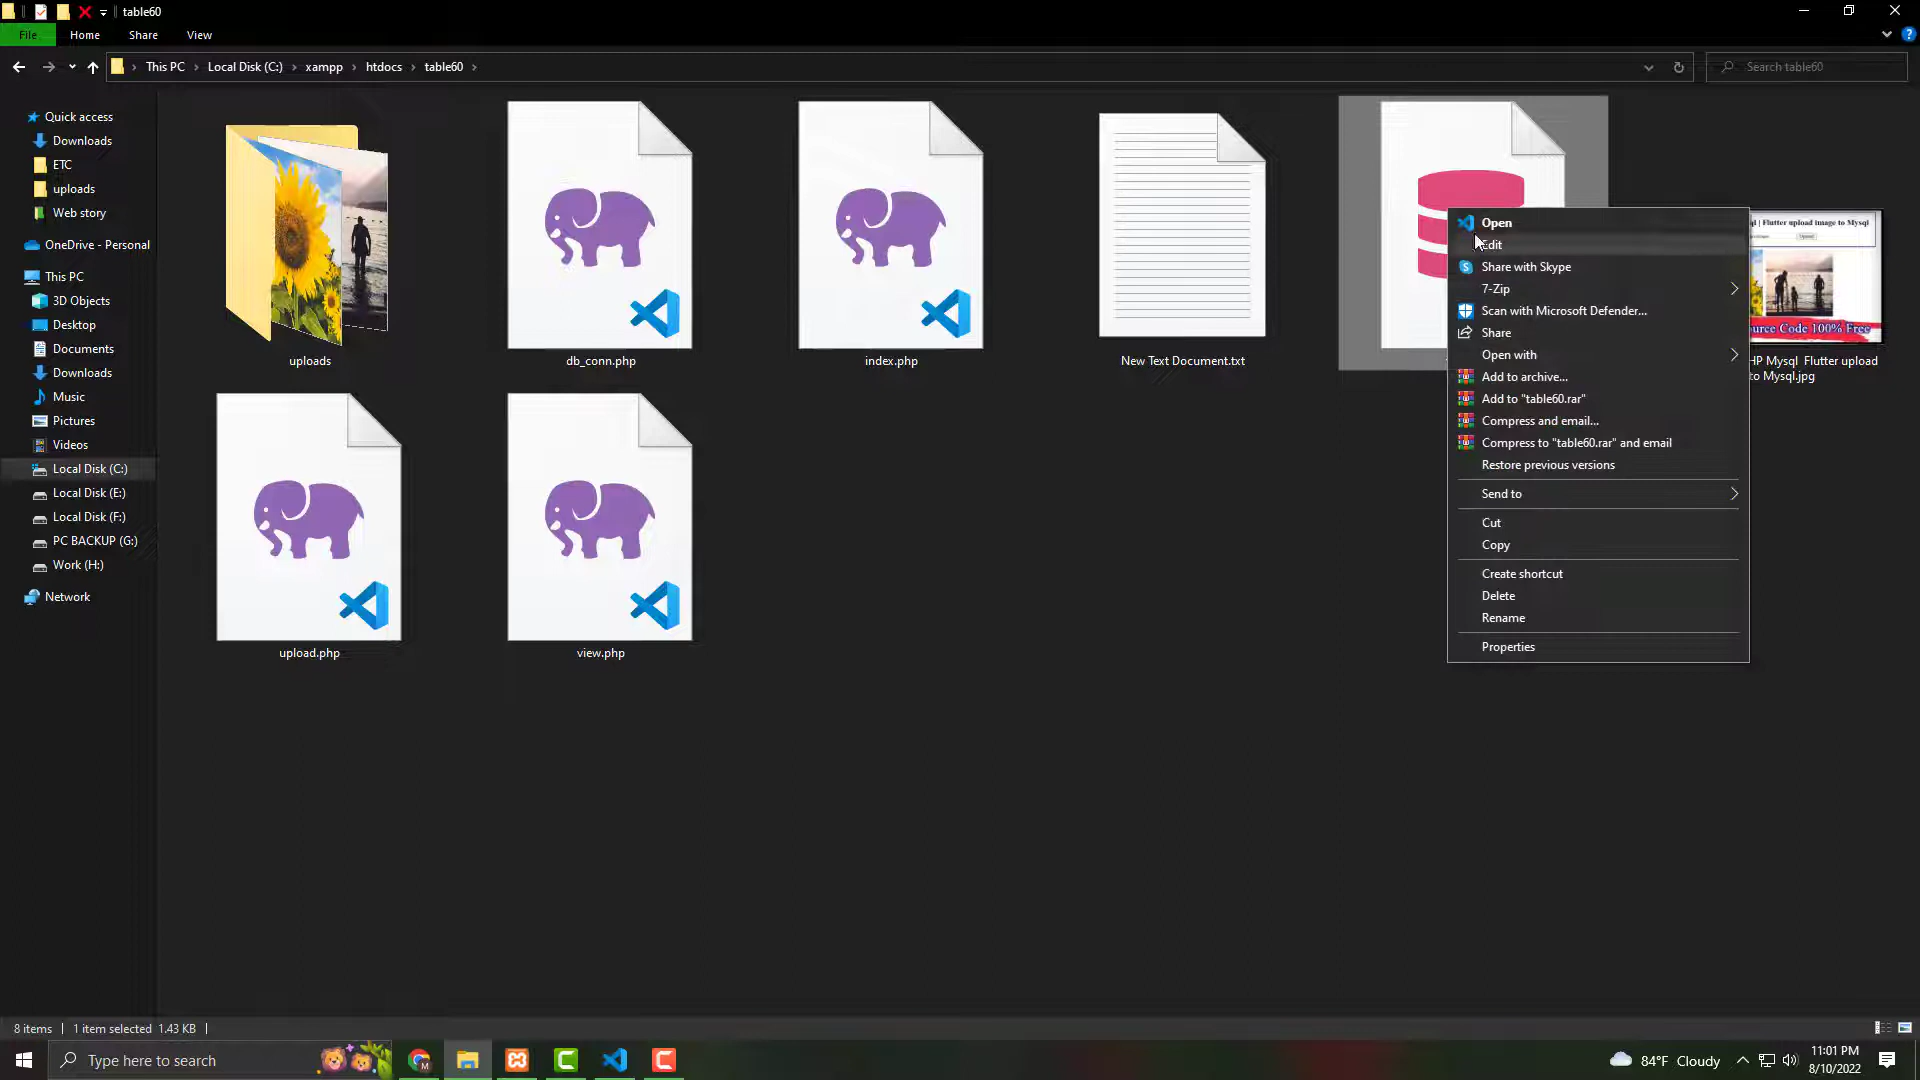 table60
File Home Share View
This PC Local Disk (C:) xampp htdocs table60
Search table60
Quick access
Downloads
ETC
uploads
Web story
OneDrive - Personal
This PC
3D Objects
Desktop
Documents
Downloads
Music
Pictures
Videos
Local Disk (C:)
Local Disk (E:)
Local Disk (F:)
PC BACKUP (G:)
Work (H:)
Network
uploads
db_conn.php
index.php
New Text Document.txt
ql | Flutter upload image to Mysql
Upload
ource Code 100% Free
HP Mysql Flutter upload
to Mysql.jpg
upload.php
view.php
Open
Edit
Share with Skype
7-Zip
Scan with Microsoft Defender...
Share
Open with
Add to archive...
Add to "table60.rar"
Compress and email...
Compress to "table60.rar" and email
Restore previous versions
Send to
Cut
Copy
Create shortcut
Delete
Rename
Properties
8 items 1 item selected 1.43 KB
Type here to search
84°F Cloudy
11:01 PM
8/10/2022